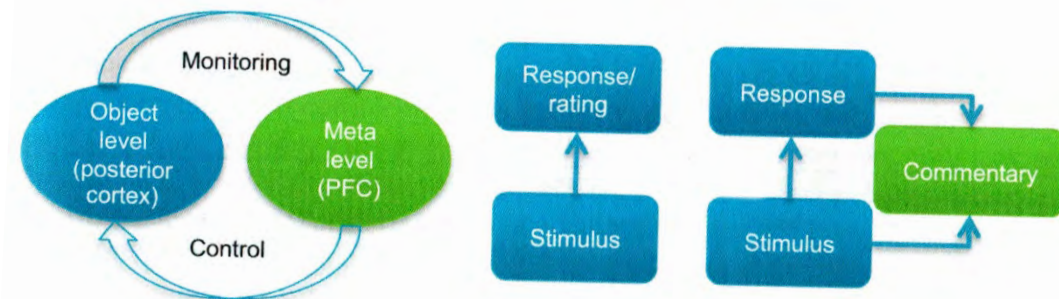 Monitoring
Object
level
(posterior
cortex)
Meta
level
(PFC)
Control
Response/
rating
Stimulus
Response
Stimulus
Commentary